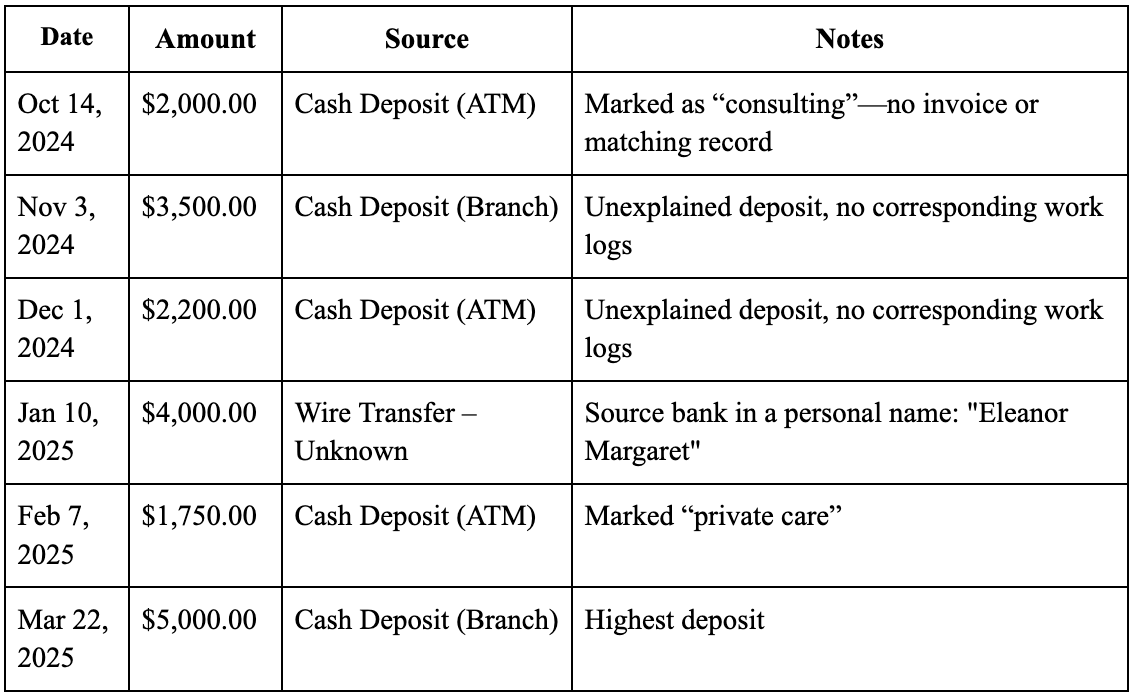 Date Amount Source Notes
Oct 14, $2,000.00 Cash Deposit (ATM) Marked as “consulting”—no invoice or
2024 matching record
Nov 3, $3,500.00 Cash Deposit (Branch) Unexplained deposit, no corresponding work
2024 logs
Dec 1, $2,200.00 Cash Deposit (ATM) Unexplained deposit, no corresponding work
2024 logs
Jan 10, $4,000.00 Wire Transfer – Source bank in a personal name: "Eleanor
2025 Unknown Margaret"
Feb 7, $1,750.00 Cash Deposit (ATM) Marked “private care”
2025
Mar 22, $5,000.00 Cash Deposit (Branch) Highest deposit
2025